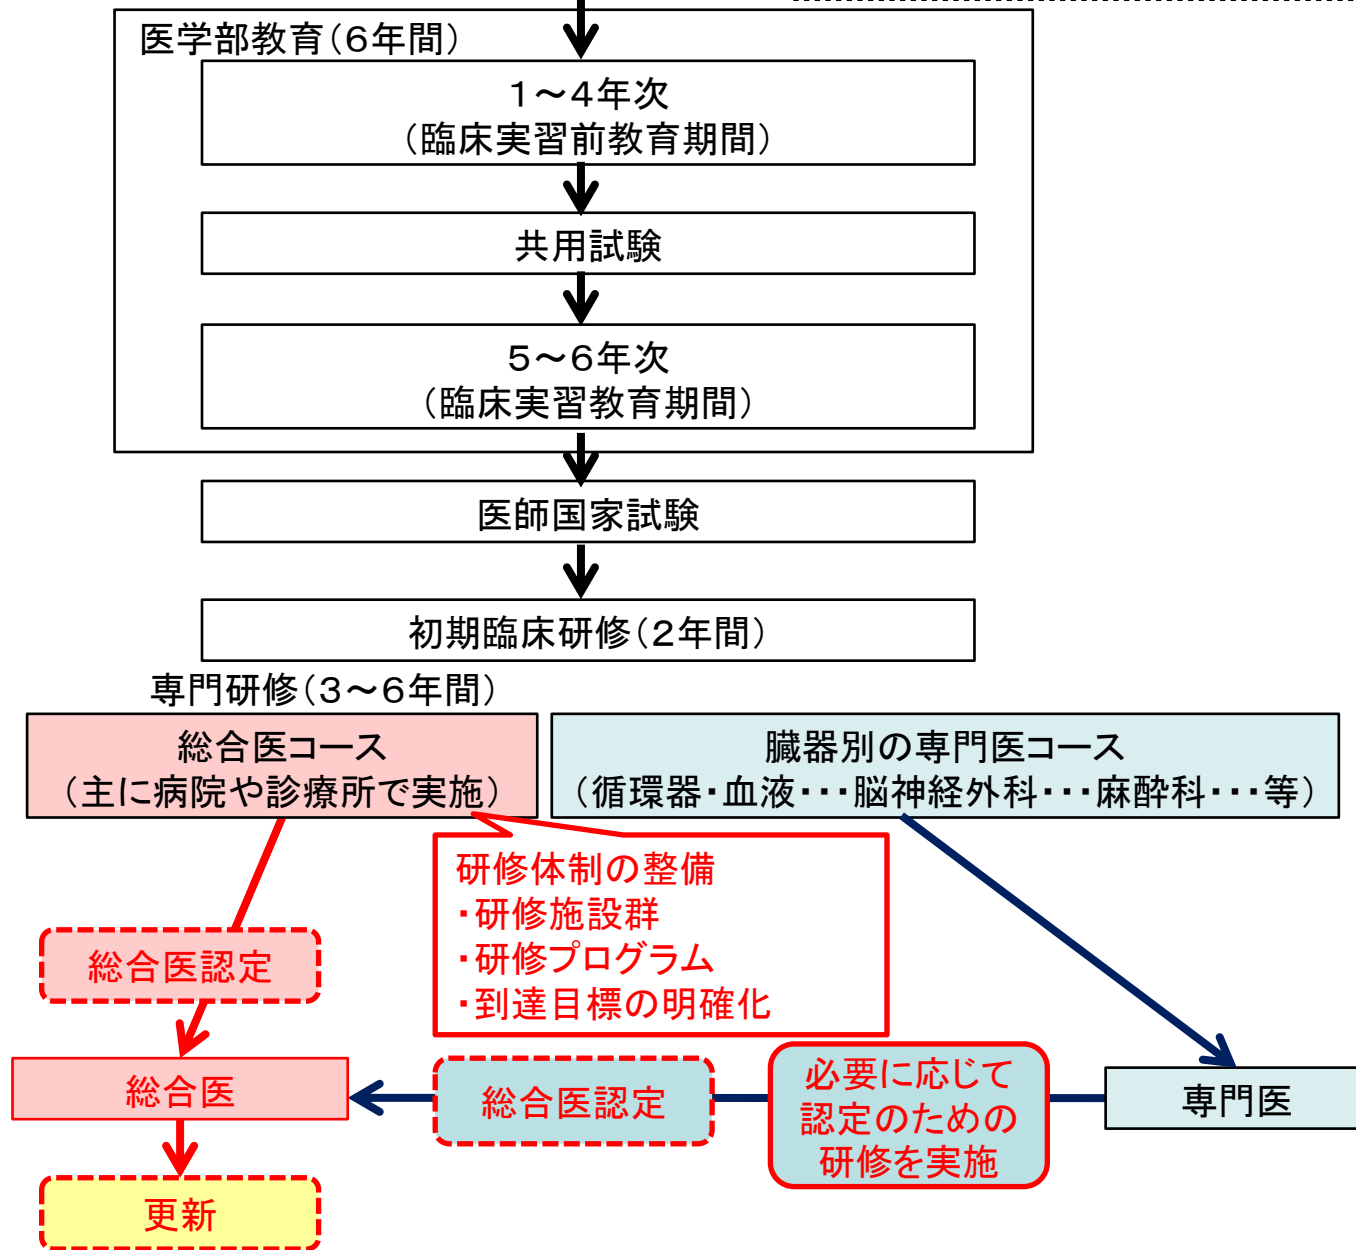 医学部教育(6年間)
1~4年次
(臨床実習前教育期間)
共用試験
5~6年次
(臨床実習教育期間)
医師国家試験
初期臨床研修(2年間)
専門研修(3~6年間)
総合医コース
(主に病院や診療所で実施)
臓器別の専門医コース
(循環器・血液・・・脳神経外科・・・麻酔科・・・等)
研修体制の整備
・研修施設群
・研修プログラム
・到達目標の明確化
総合医認定
総合医
総合医認定
必要に応じて
認定のための
研修を実施
専門医
更新